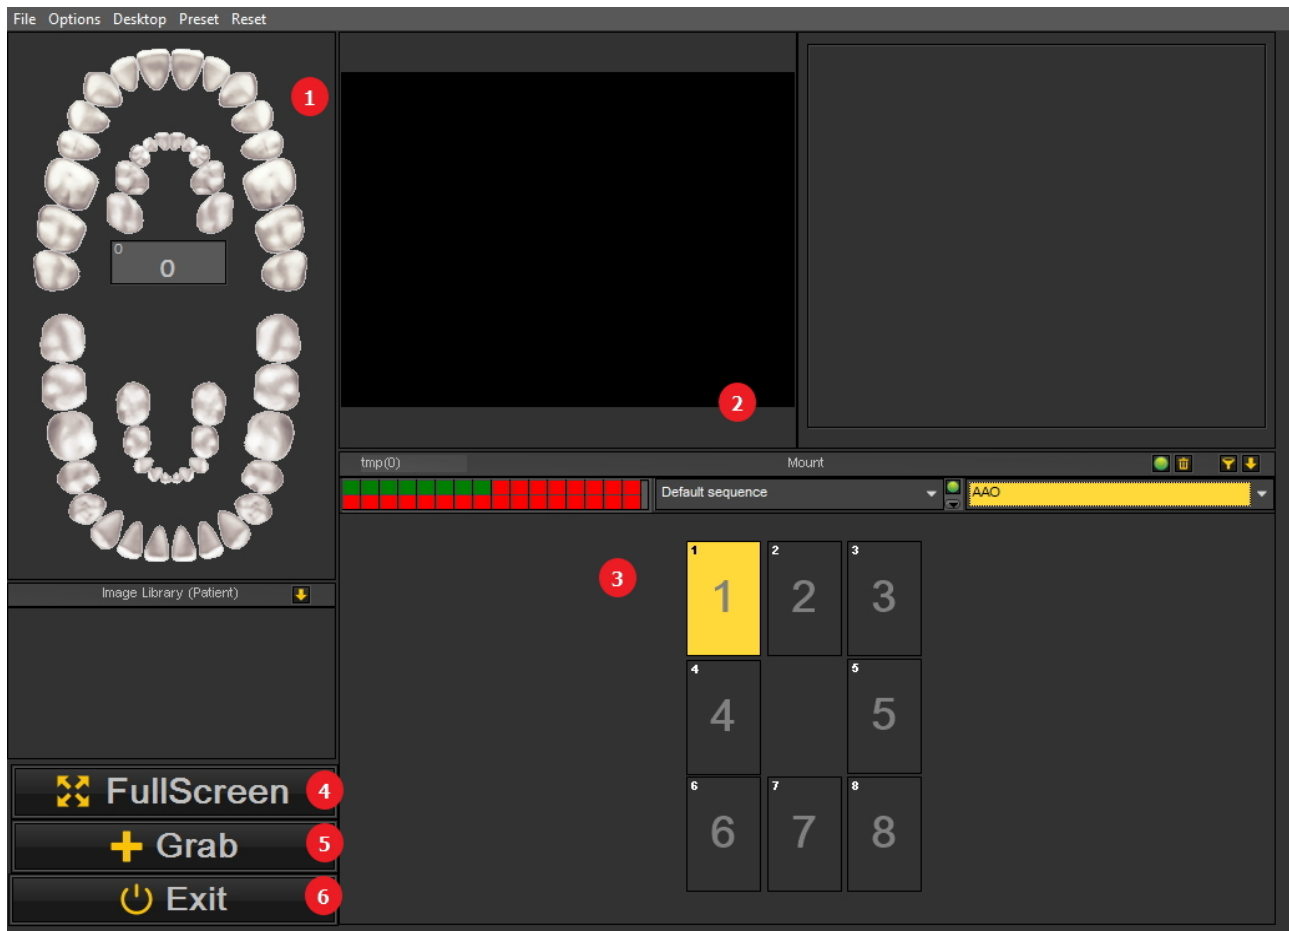 File Options Desktop Preset Reset
1
0
0
2
tmp(0) Mount
Default sequence AAO
3
1 2 3
1 2 3
4 5
4 5
6 7 8
6 7 8
Image Library (Patient)
FullScreen 4
Grab 5
Exit 6